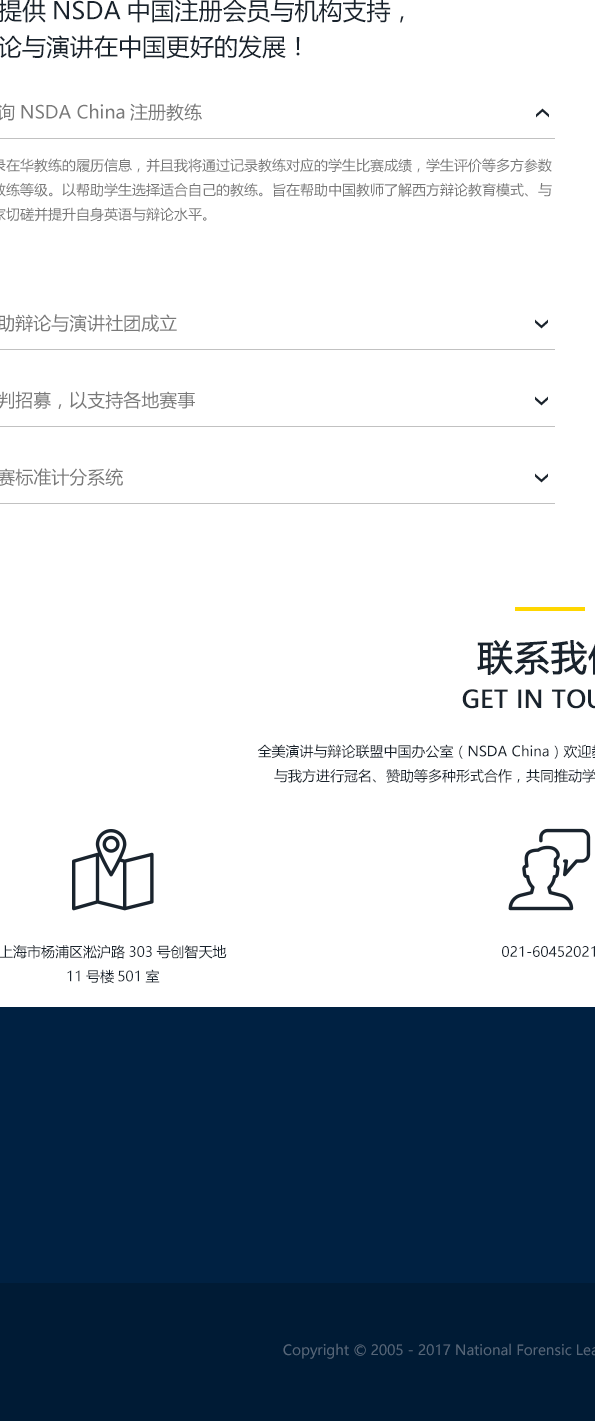 提供 NSDA 中国注册会员与机构支持，
论与演讲在中国更好的发展！
询 NSDA China 注册教练
录在华教练的履历信息，并且我将通过记录教练对应的学生比赛成绩，学生评价等多方参数
教练等级。以帮助学生选择适合自己的教练。旨在帮助中国教师了解西方辩论教育模式、与
家切磋并提升自身英语与辩论水平。
助辩论与演讲社团成立
判招募，以支持各地赛事
赛标准计分系统
联系我们
GET IN TOU
全美演讲与辩论联盟中国办公室（NSDA China）欢迎教
与我方进行冠名、赞助等多种形式合作，共同推动学
上海市杨浦区淞沪路 303 号创智天地
11 号楼 501 室
021-60452021
Copyright © 2005 - 2017 National Forensic Lea